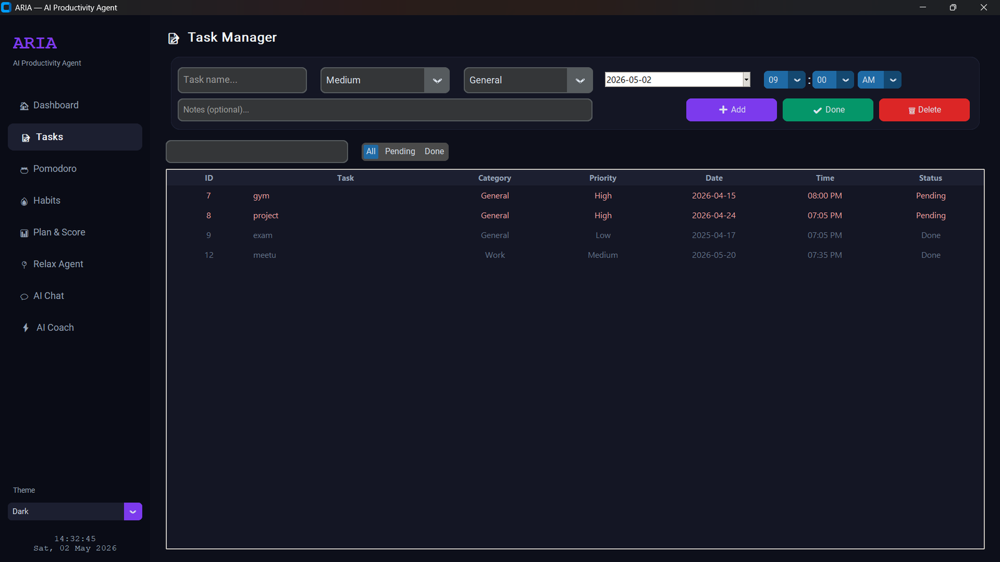 ARIA — AI Productivity Agent
ARIA
AI Productivity Agent
Dashboard
Tasks
Pomodoro
Habits
Plan & Score
Relax Agent
AI Chat
AI Coach
Theme
Dark
14:32:45
Sat, 02 May 2026
Task Manager
Task name... Medium General 2026-05-02 09 : 00 AM
Notes (optional)... Add Done Delete
All Pending Done
ID Task Category Priority Date Time Status
7 gym General High 2026-04-15 08:00 PM Pending
8 project General High 2026-04-24 07:05 PM Pending
9 exam General Low 2025-04-17 07:05 PM Done
12 meetu Work Medium 2026-05-20 07:35 PM Done